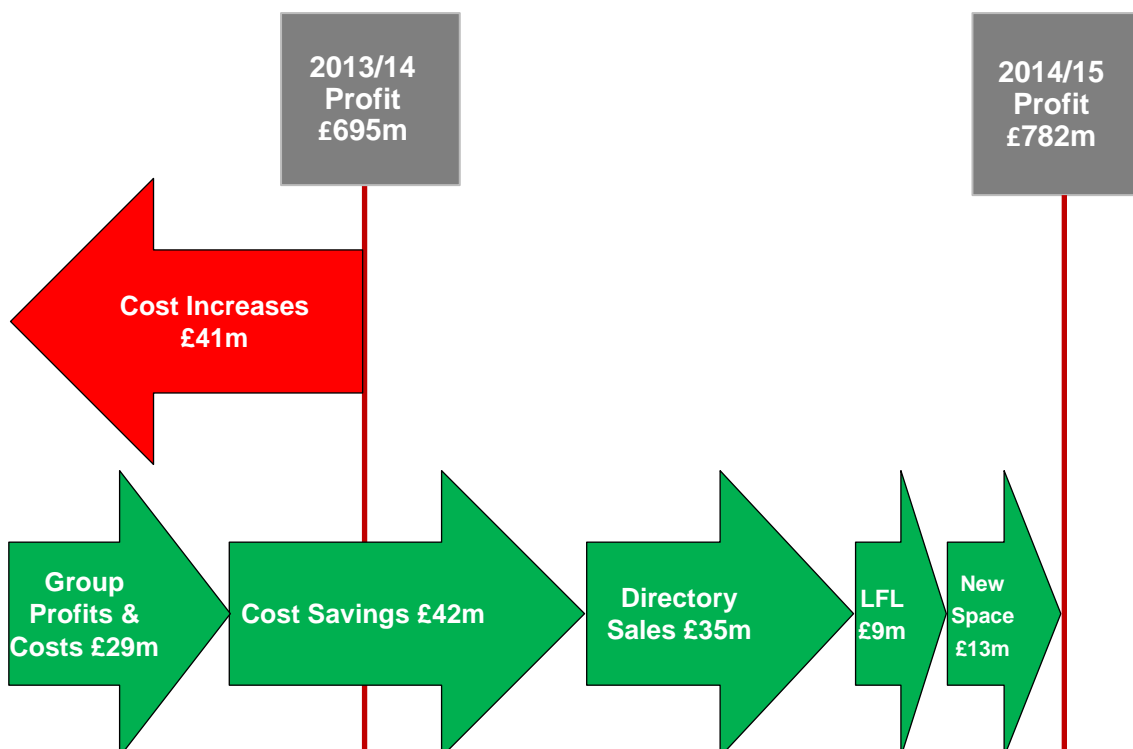 2013/14
Profit
£695m
2014/15
Profit
£782m
Cost Increases
£41m
Group
Profits &
Costs £29m
Cost Savings £42m
Directory
Sales £35m
LFL
£9m
New
Space
£13m